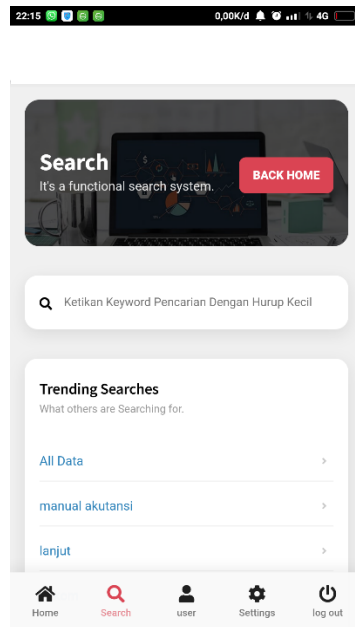 22:15 0,00K/d 4G
Search
It's a functional search system.
BACK HOME
Ketikan Keyword Pencarian Dengan Hurup Kecil
Trending Searches
What others are Searching for.
All Data
manual akutansi
lanjut
Home Search user Settings log out